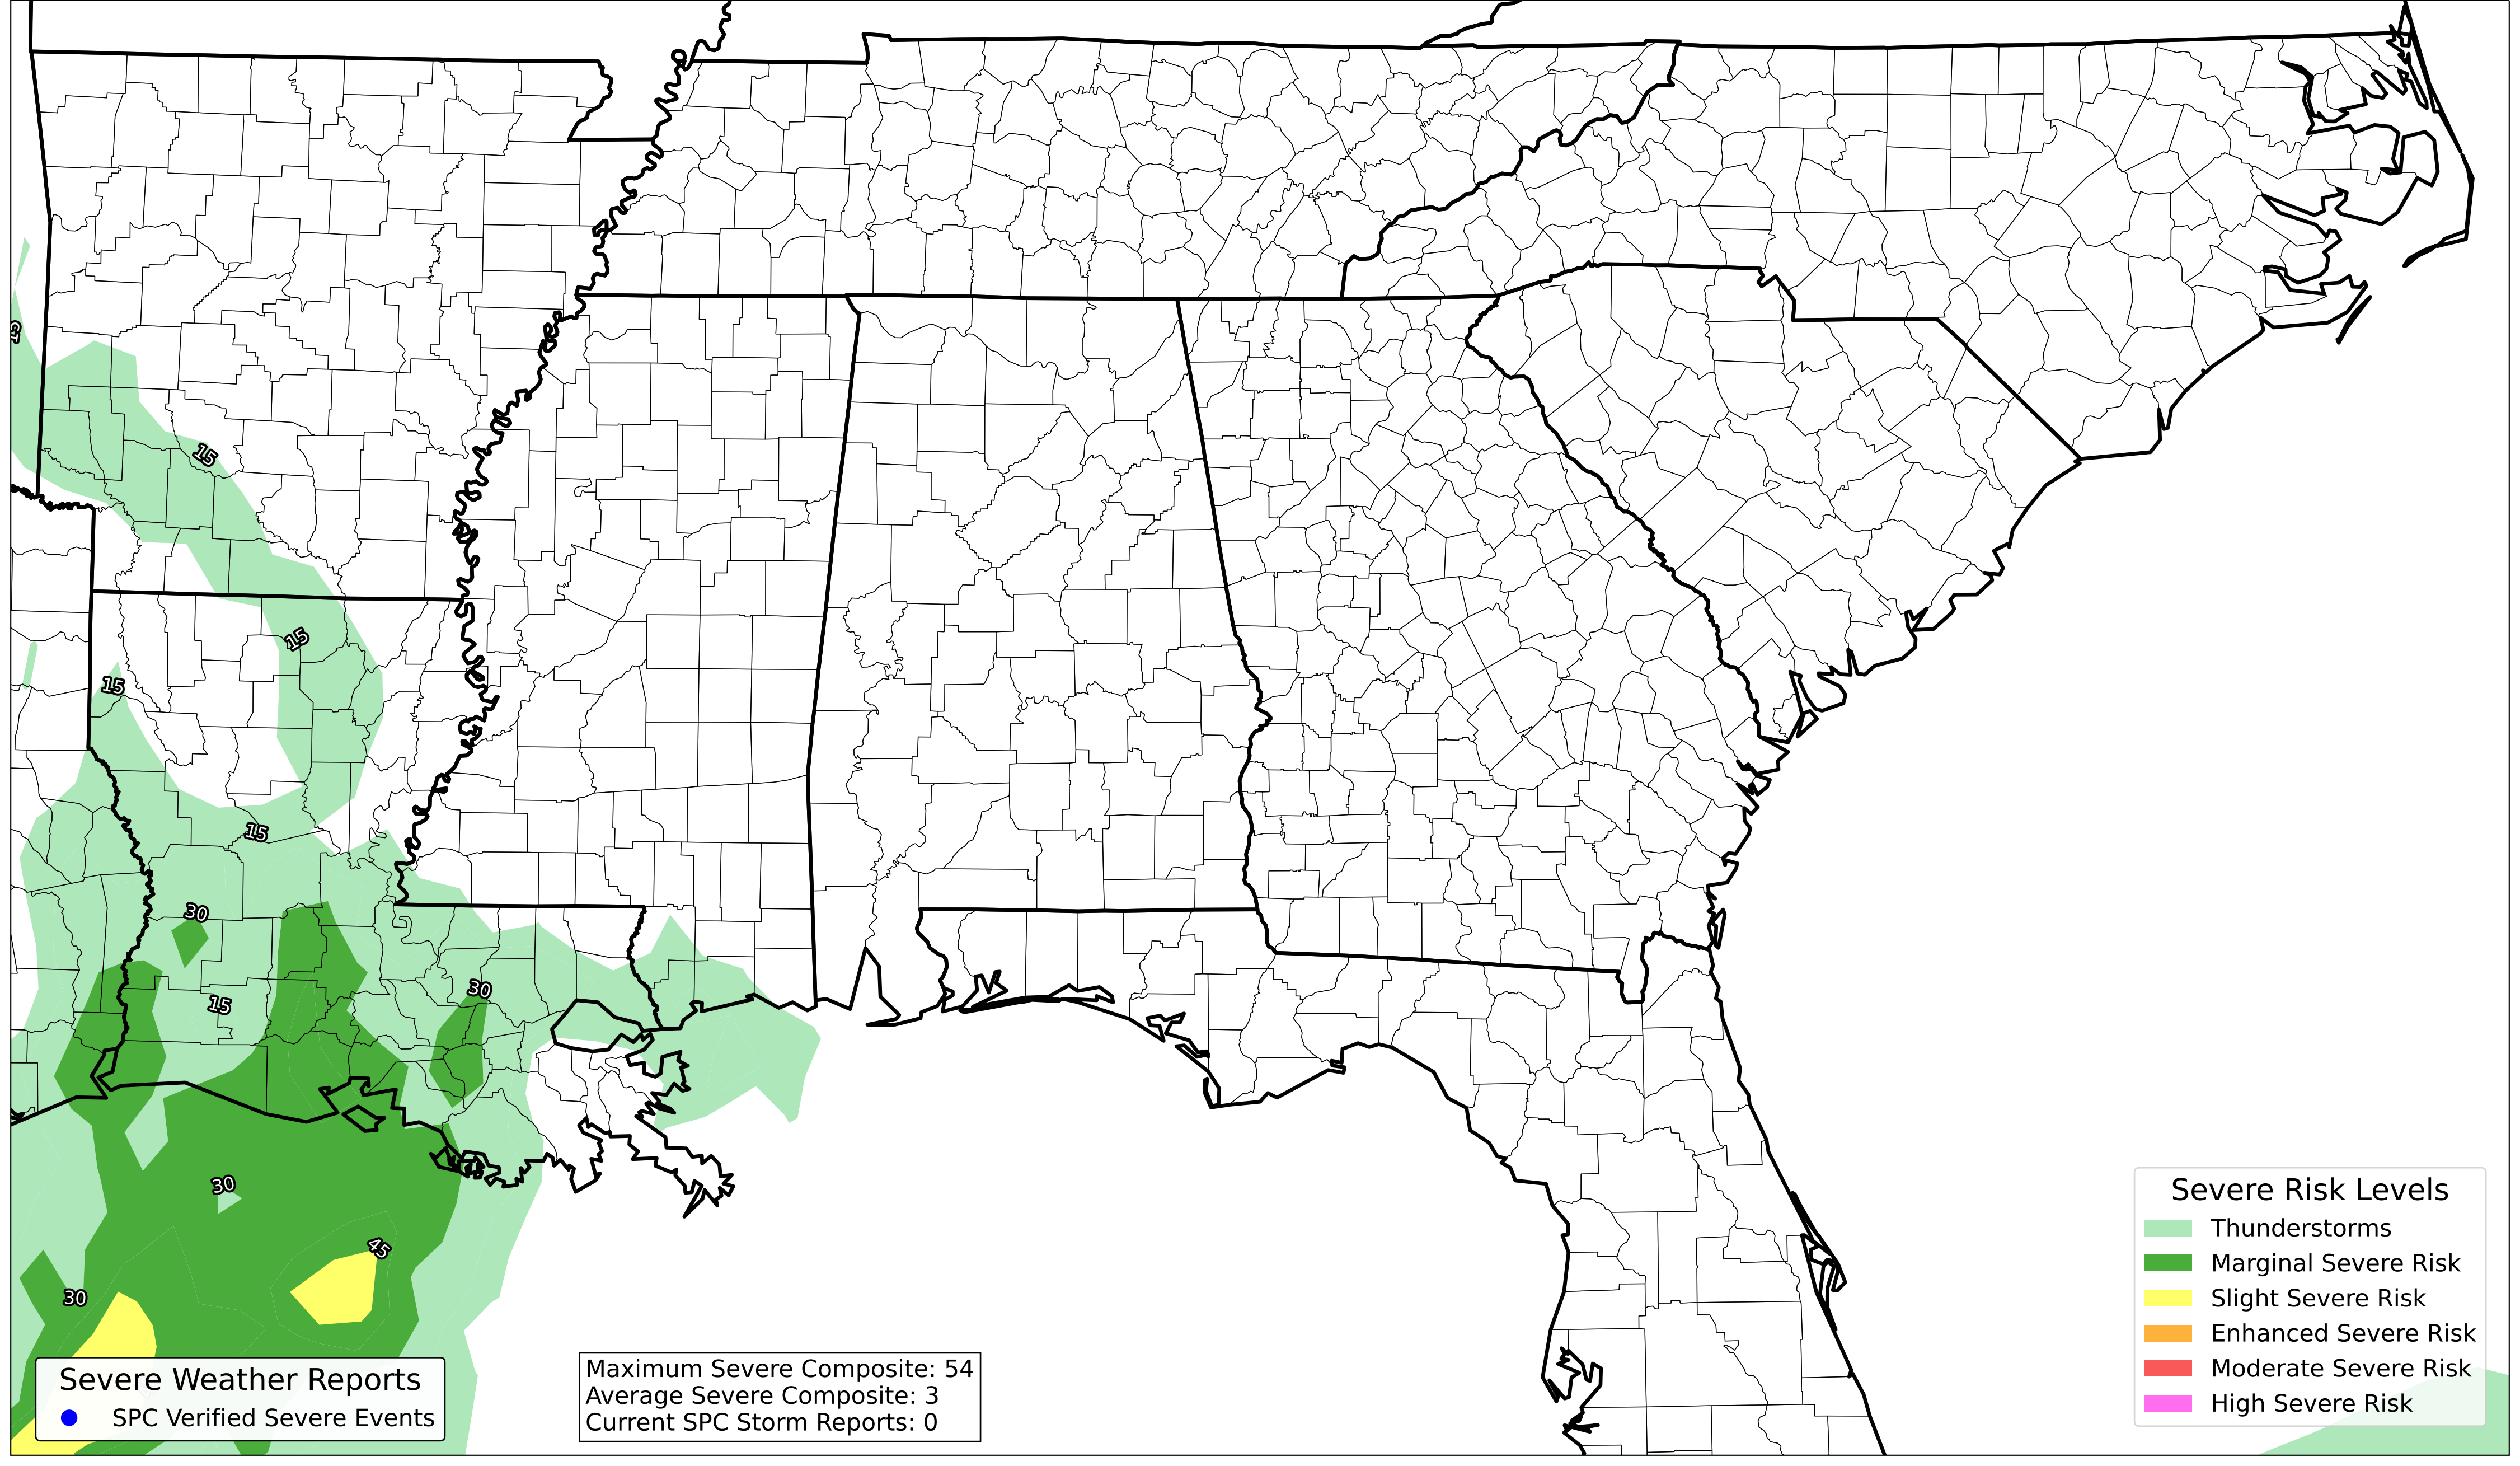 15
15
15
15
30
30
15
30
45
30
Severe Weather Reports
SPC Verified Severe Events
Maximum Severe Composite: 54
Average Severe Composite: 3
Current SPC Storm Reports: 0
Severe Risk Levels
Thunderstorms
Marginal Severe Risk
Slight Severe Risk
Enhanced Severe Risk
Moderate Severe Risk
High Severe Risk